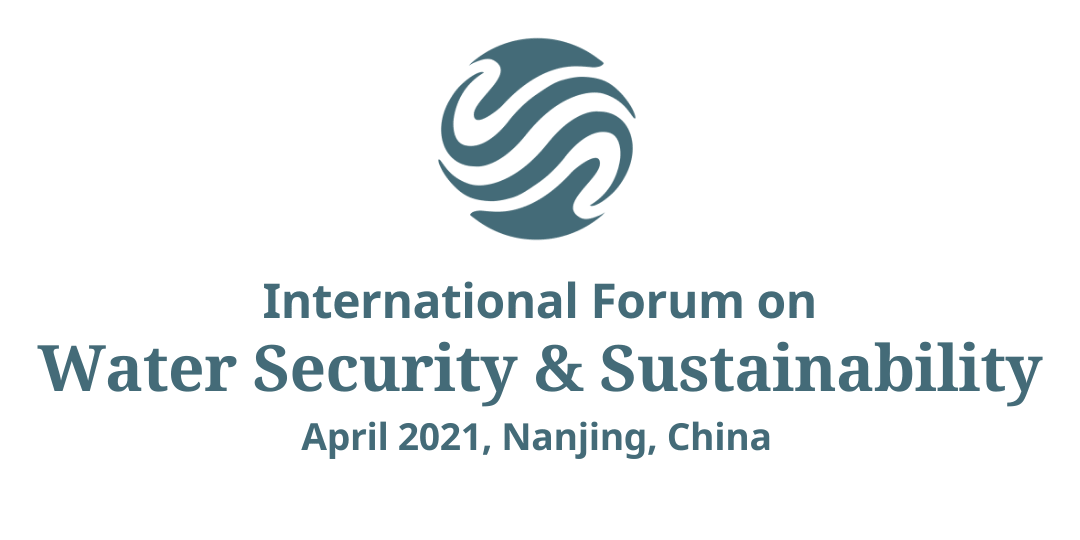 International Forum on
Water Security & Sustainability
April 2021, Nanjing, China